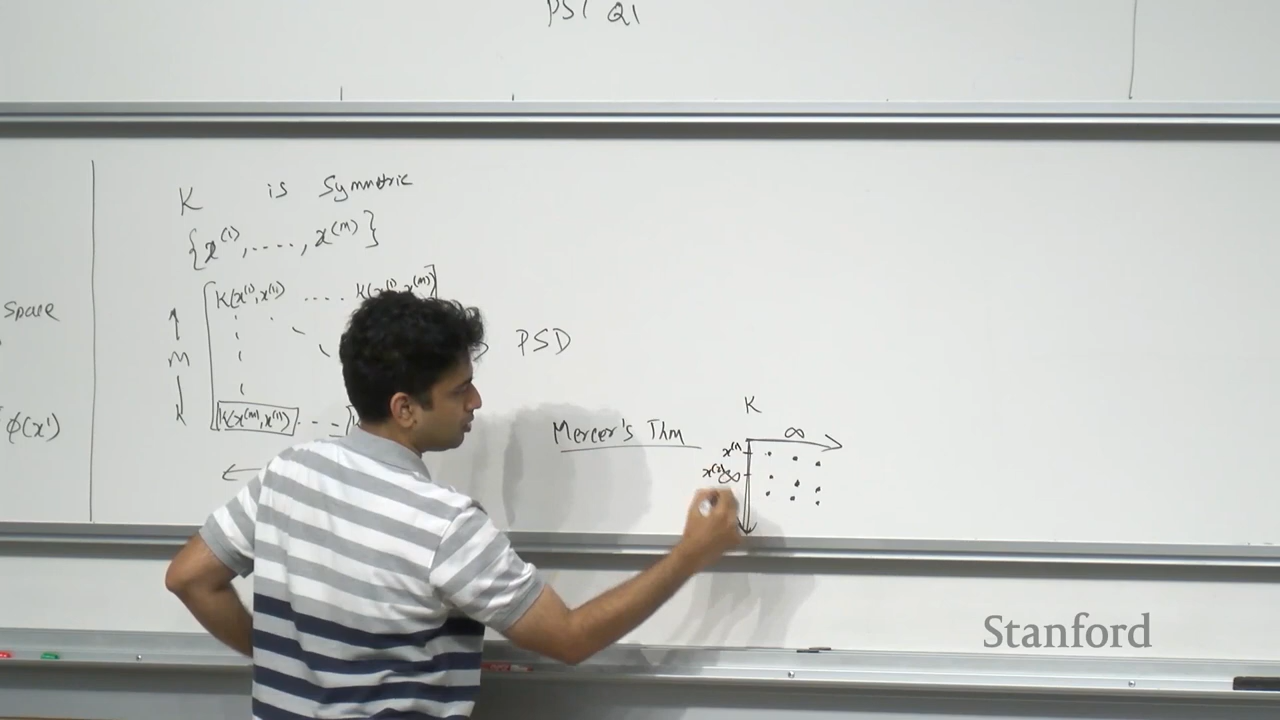 PS1 Q1
Space
ϕ(x')
K is Symmetric
{x^(1), ....., x^(m)}
K(x^(1), x^(1)) .... K(x^(1), x^(m))
m
K(x^(m), x^(1)) ....
PSD
Mercer's Thm
K
∞
x^(1)
x^(2)
∞
Stanford